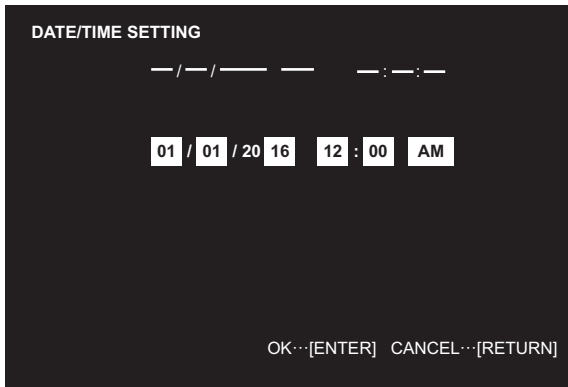 DATE/TIME SETTING
—/—/—— — —:—:—
01 / 01 / 20 16 12 : 00 AM
OK···[ENTER] CANCEL···[RETURN]